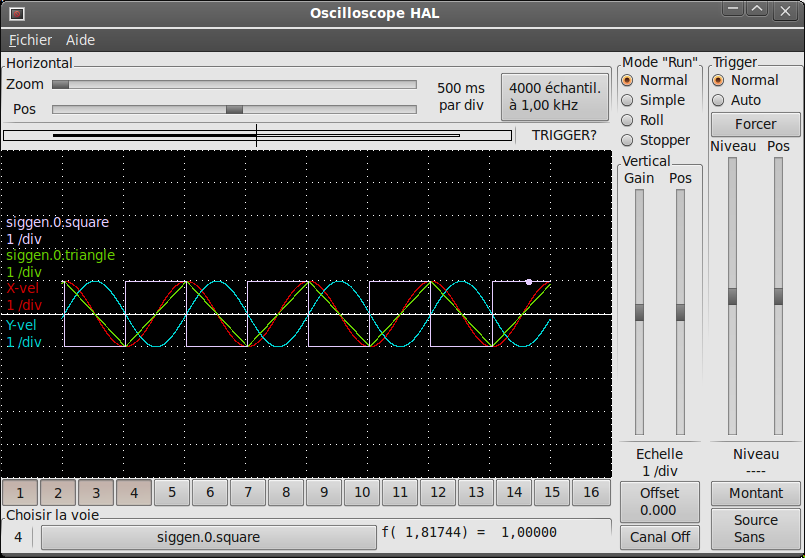 Oscilloscope HAL
Fichier Aide
Horizontal
Zoom
Pos
500 ms
par div
4000 échantil.
à 1,00 kHz
TRIGGER?
Mode "Run"
Normal
Simple
Roll
Stopper
Trigger
Normal
Auto
Forcer
Niveau Pos
Vertical
Gain Pos
siggen.0.square
1 /div
siggen.0.triangle
1 /div
X-vel
1 /div
Y-vel
1 /div
Echelle
1 /div
Offset
0.000
Canal Off
Niveau
----
Montant
Source
Sans
1 2 3 4 5 6 7 8 9 10 11 12 13 14 15 16
Choisir la voie
4 siggen.0.square f( 1,81744) = 1,00000